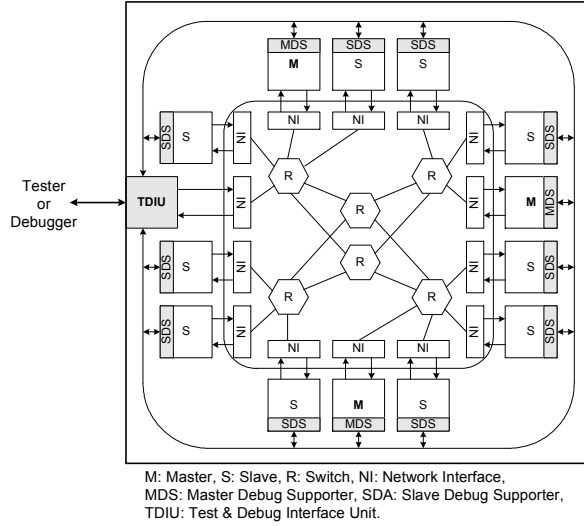 MDS SDS SDS
M S S
NI NI NI
SDS S NI
NI S SDS
R R
Tester
or
Debugger
TDIU NI
NI M MDS
R
SDS S NI
R
NI S SDS
R R
SDS S NI
NI S SDS
NI NI NI
S M S
SDS MDS SDS
M: Master, S: Slave, R: Switch, NI: Network Interface,
MDS: Master Debug Supporter, SDA: Slave Debug Supporter,
TDIU: Test & Debug Interface Unit.